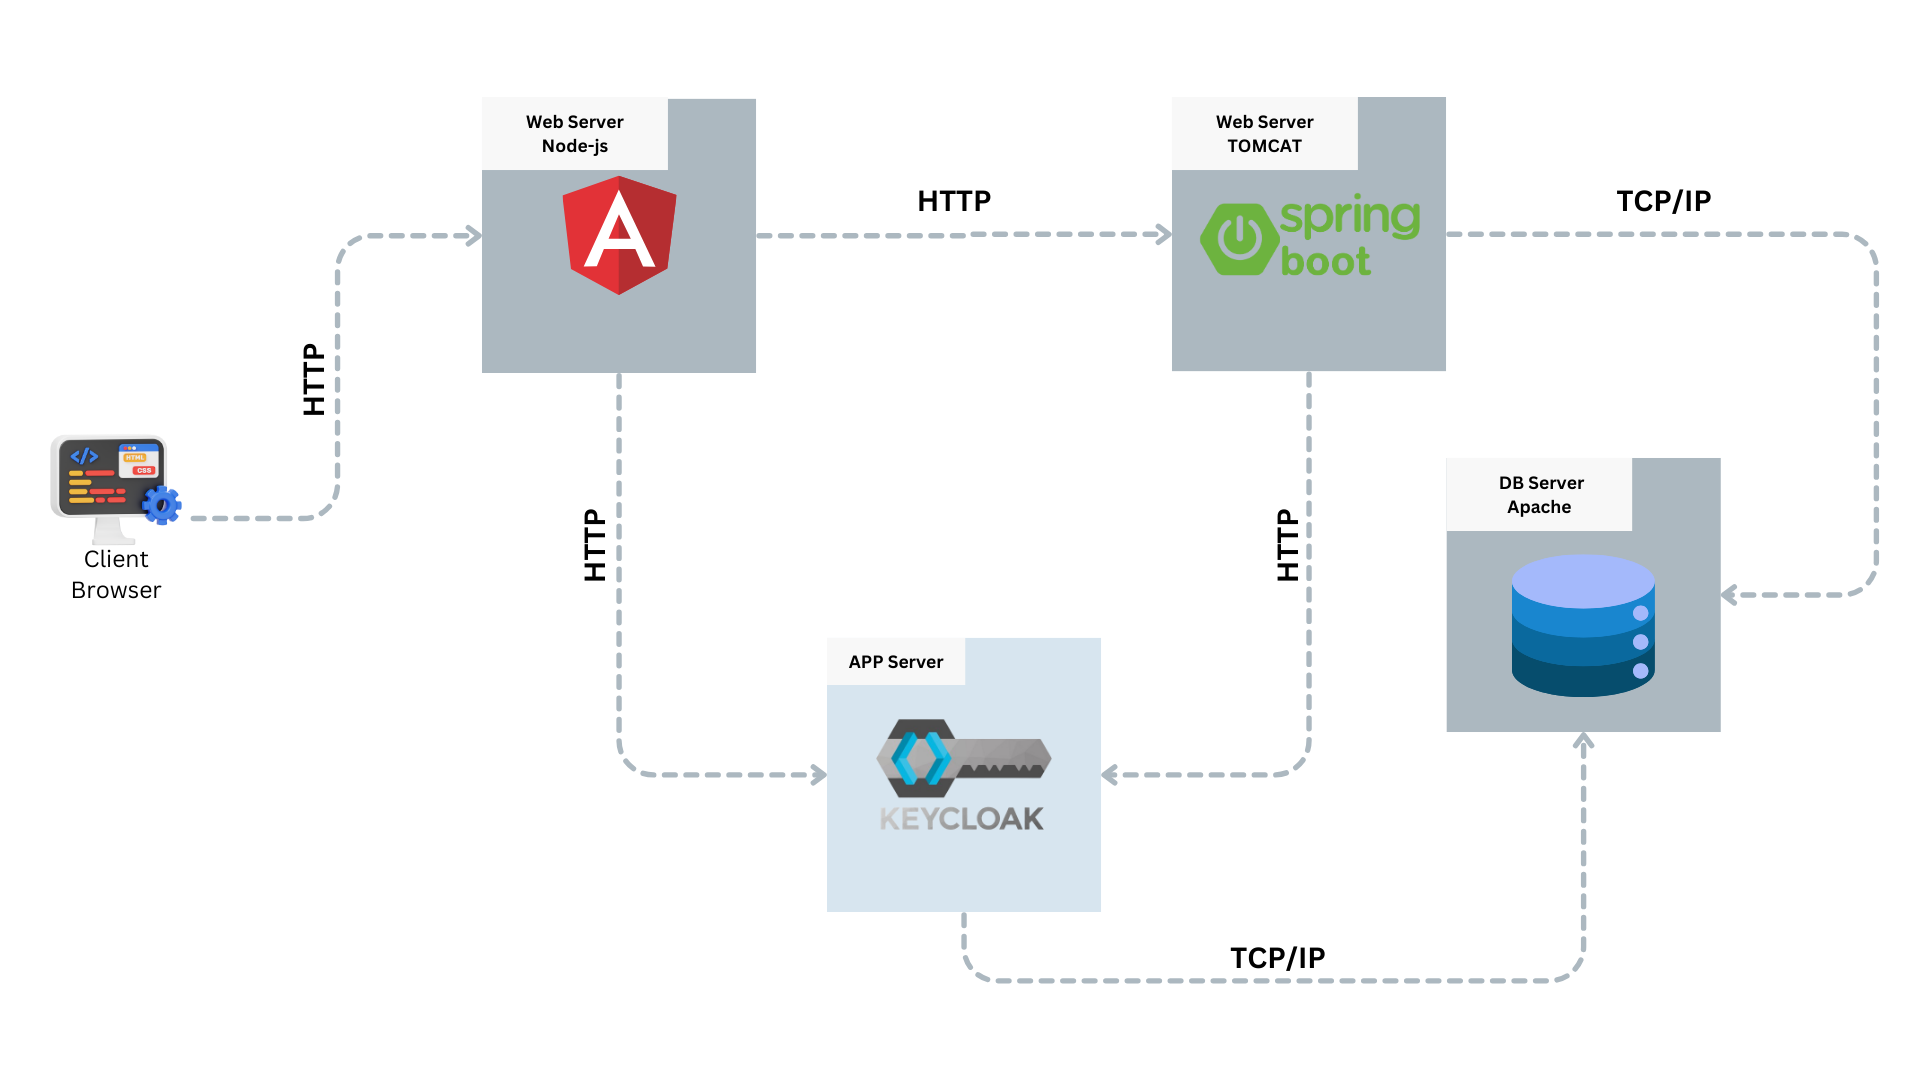 Web Server
Node-js
Web Server
TOMCAT
spring
boot
HTTP
TCP/IP
HTTP
</>
HTML
CSS
Client
Browser
HTTP
HTTP
DB Server
Apache
APP Server
KEYCLOAK
TCP/IP